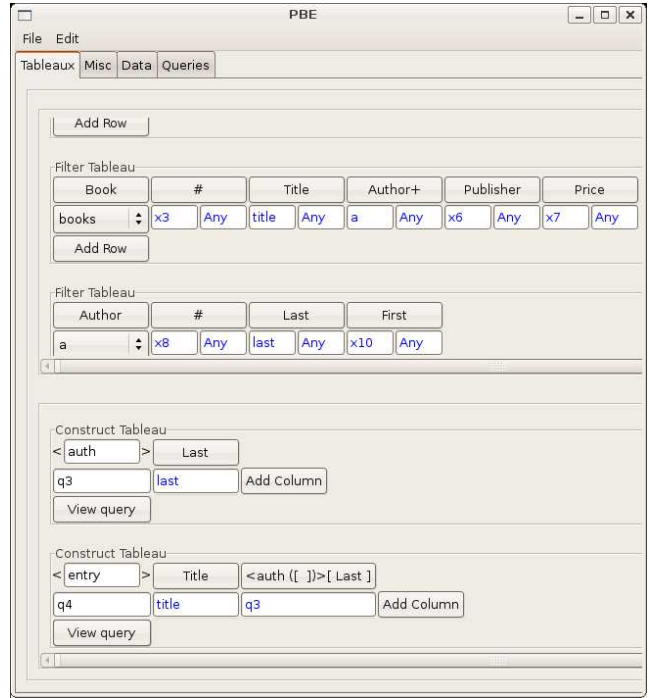 PBE
File Edit
Tableaux Misc Data Queries
Add Row
Filter Tableau
Book # Title Author+ Publisher Price
books x3 Any title Any a Any x6 Any x7 Any
Add Row
Filter Tableau
Author # Last First
a x8 Any last Any x10 Any
Construct Tableau
< auth > Last
q3 last Add Column
View query
Construct Tableau
< entry > Title <auth ([ ])>[ Last ]
q4 title q3 Add Column
View query